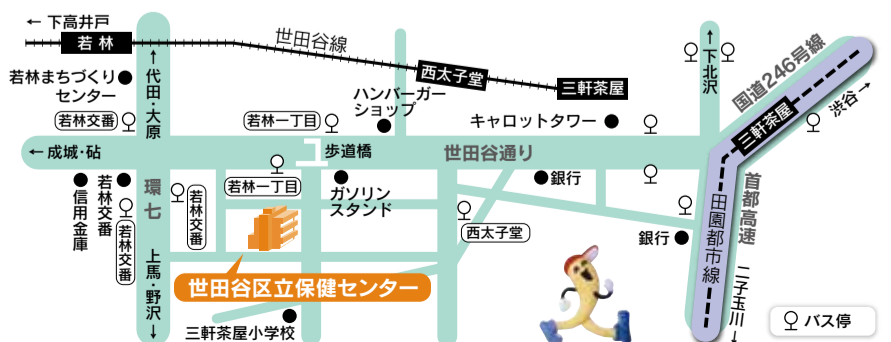 ← 下高井戸
若林
世田谷線
西太子堂
三軒茶屋
若林まちづくり
センター
↑代田・大原
ハンバーガー
ショップ
キャロットタワー
↑下北沢
国道246号線
三軒茶屋
渋谷→
若林交番
若林一丁目
← 成城・砧
歩道橋
世田谷通り
信用金庫
若林交番
若林交番
環七
若林交番
若林一丁目
ガソリン
スタンド
銀行
西太子堂
銀行
首都高速
田園都市線
二子玉川↓
上馬・野沢↓
世田谷区立保健センター
三軒茶屋小学校
バス停